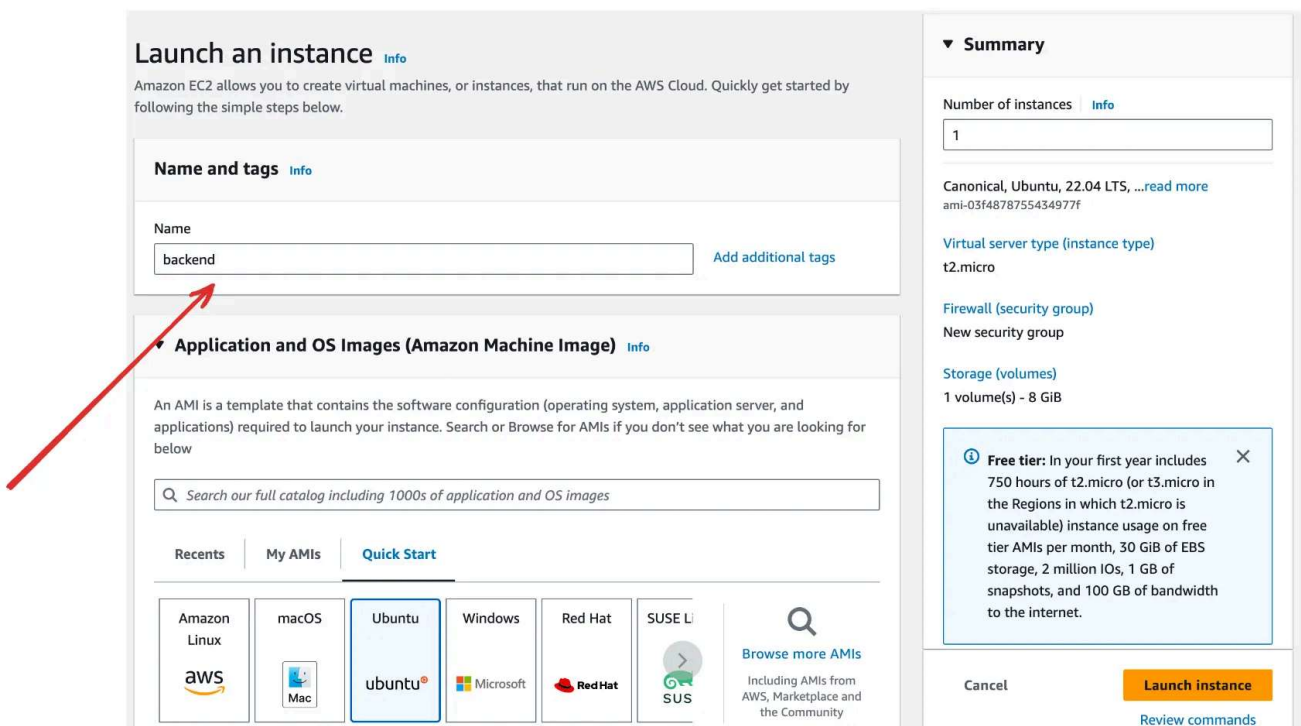 Launch an instance Info
Amazon EC2 allows you to create virtual machines, or instances, that run on the AWS Cloud. Quickly get started by
following the simple steps below.
Name and tags Info
Name
backend
Add additional tags
Application and OS Images (Amazon Machine Image) Info
An AMI is a template that contains the software configuration (operating system, application server, and
applications) required to launch your instance. Search or Browse for AMIs if you don't see what you are looking for
below
Search our full catalog including 1000s of application and OS images
Recents
My AMIs
Quick Start
Amazon
Linux
aws
macOS
Mac
Ubuntu
ubuntu®
Windows
Microsoft
Red Hat
Red Hat
SUSE Li
SUS
Browse more AMIs
Including AMIs from
AWS, Marketplace and
the Community
Summary
Number of instances Info
1
Canonical, Ubuntu, 22.04 LTS, ...read more
ami-03f4878755434977f
Virtual server type (instance type)
t2.micro
Firewall (security group)
New security group
Storage (volumes)
1 volume(s) - 8 GiB
Free tier: In your first year includes
750 hours of t2.micro (or t3.micro in
the Regions in which t2.micro is
unavailable) instance usage on free
tier AMIs per month, 30 GiB of EBS
storage, 2 million IOs, 1 GB of
snapshots, and 100 GB of bandwidth
to the internet.
Cancel
Launch instance
Review commands